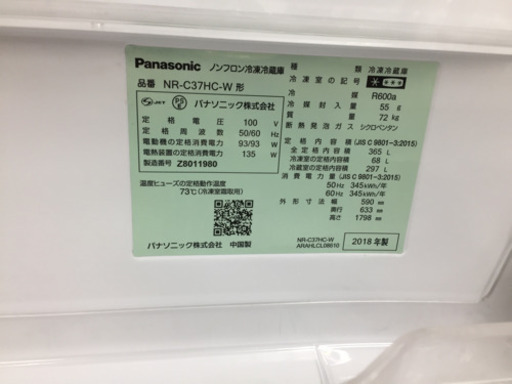 Panasonic ノンフロン冷凍冷蔵庫
品番 NR-C37HC-W 形
パナソニック株式会社
定格電圧 100 V
定格周波数 50/60 Hz
電動機の定格消費電力 93/93 W
電熱装置の定格消費電力 135 W
製造番号 Z8011980
温度ヒューズの定格動作温度
73℃(冷凍室霜取用)
パナソニック株式会社 中国製
種類 冷凍冷蔵庫
冷凍室の記号
冷媒 R600a
冷媒封入量 55 g
質量 72 kg
断熱発泡ガス シクロペンタン
定格内容積 (JIS C 9801-3:2015)
全定格内容積 365 L
冷凍室の定格内容積 68 L
冷蔵室の定格内容積 297 L
消費電力量 (JIS C 9801-3:2015)
50Hz 345kWh/年
60Hz 345kWh/年
外形寸法 幅 590 mm
奥行 633 mm
高さ 1798 mm
NR-C37HC-W
ARAHLCL08010
2018年製